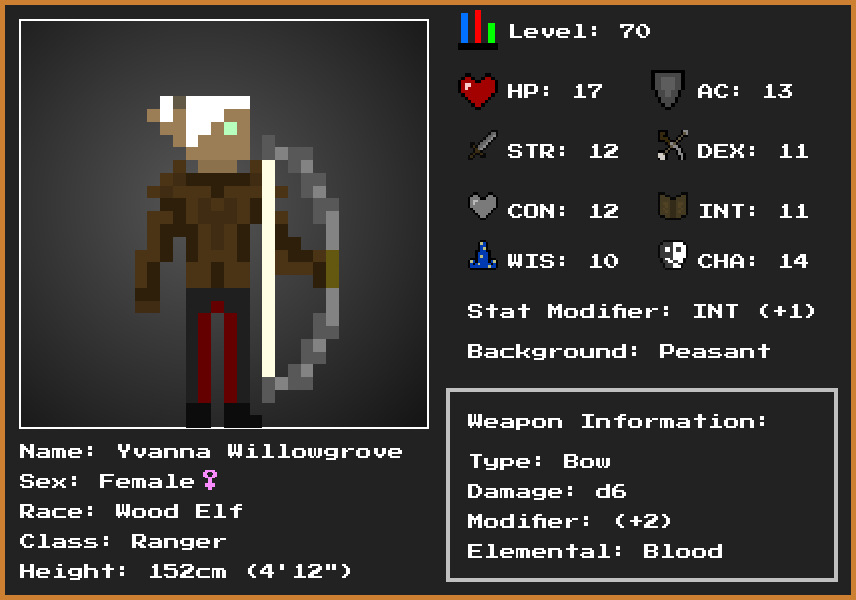 Level: 70
HP: 17 AC: 13
STR: 12 DEX: 11
CON: 12 INT: 11
WIS: 10 CHA: 14
Stat Modifier: INT (+1)
Background: Peasant
Weapon Information:
Type: Bow
Damage: d6
Modifier: (+2)
Elemental: Blood
Name: Yvanna Willowgrove
Sex: Female♀
Race: Wood Elf
Class: Ranger
Height: 152cm (4'12")